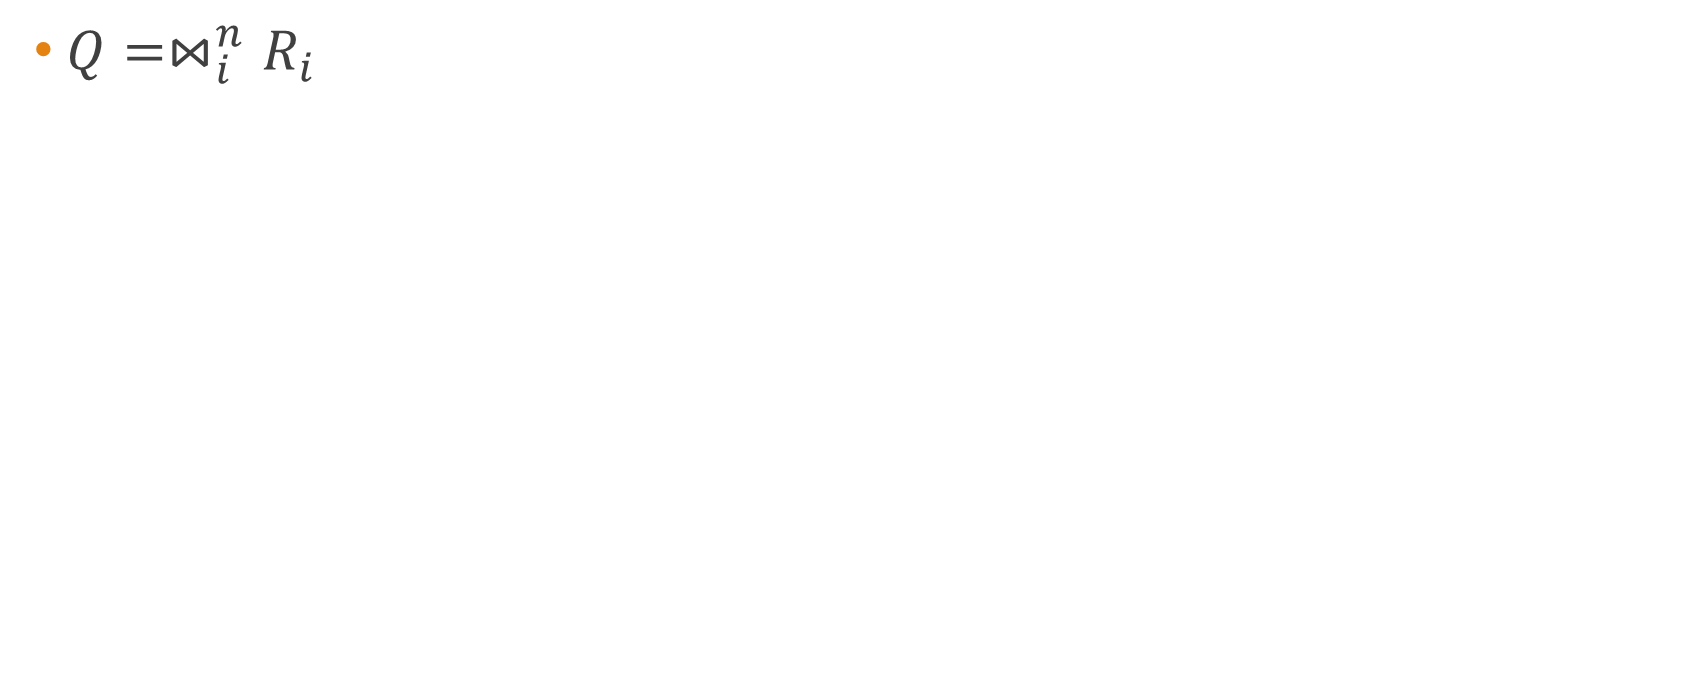 • Q = ⋈ᵢⁿ Rᵢ